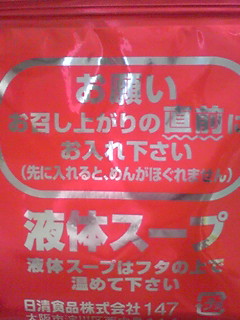 お願い
お召し上がりの直前に
お入れ下さい
(先に入れると、めんがほぐれません)
液体スープ
液体スープはフタの上で
温めて下さい
日清食品株式会社147